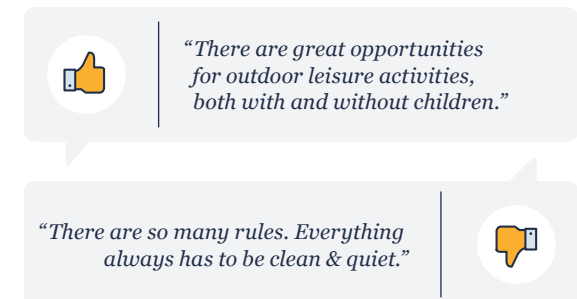 “There are great opportunities
for outdoor leisure activities,
both with and without children.”
“There are so many rules. Everything
always has to be clean & quiet.”